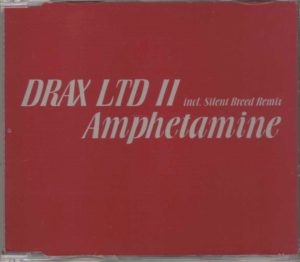 DRAX LTD II incl. Silent Breed Remix
Amphetamine